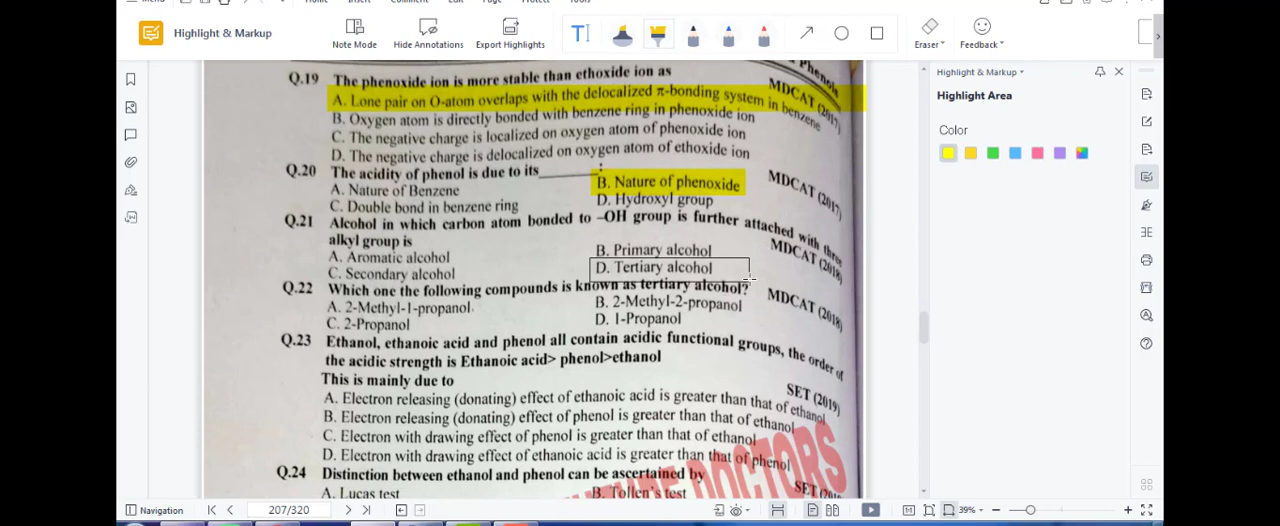 Home Insert Comment Edit Page Protect Tools
Highlight & Markup
Note Mode
Hide Annotations
Export Highlights
Eraser
Feedback
Highlight & Markup
Highlight Area
Color
Phenols
Q.19 The phenoxide ion is more stable than ethoxide ion as
MDCAT (2017)
A. Lone pair on O-atom overlaps with the delocalized π-bonding system in benzene
B. Oxygen atom is directly bonded with benzene ring in phenoxide ion
C. The negative charge is localized on oxygen atom of phenoxide ion
D. The negative charge is delocalized on oxygen atom of ethoxide ion
Q.20 The acidity of phenol is due to its________:
MDCAT (2017)
A. Nature of Benzene B. Nature of phenoxide
C. Double bond in benzene ring D. Hydroxyl group
Q.21 Alcohol in which carbon atom bonded to –OH group is further attached with three
alkyl group is
MDCAT (2018)
A. Aromatic alcohol B. Primary alcohol
C. Secondary alcohol D. Tertiary alcohol
Q.22 Which one the following compounds is known as tertiary alcohol?
MDCAT (2018)
A. 2-Methyl-1-propanol B. 2-Methyl-2-propanol
C. 2-Propanol D. 1-Propanol
Q.23 Ethanol, ethanoic acid and phenol all contain acidic functional groups, the order of
the acidic strength is Ethanoic acid> phenol>ethanol
This is mainly due to
SET (2019)
A. Electron releasing (donating) effect of ethanoic acid is greater than that of ethanol
B. Electron releasing (donating) effect of phenol is greater than that of ethanol
C. Electron with drawing effect of phenol is greater than that of ethanol
D. Electron with drawing effect of ethanoic acid is greater than that of phenol
Q.24 Distinction between ethanol and phenol can be ascertained by
A. Lucas test B. Tollen's test
DOCTORS
Navigation
207/320
39%